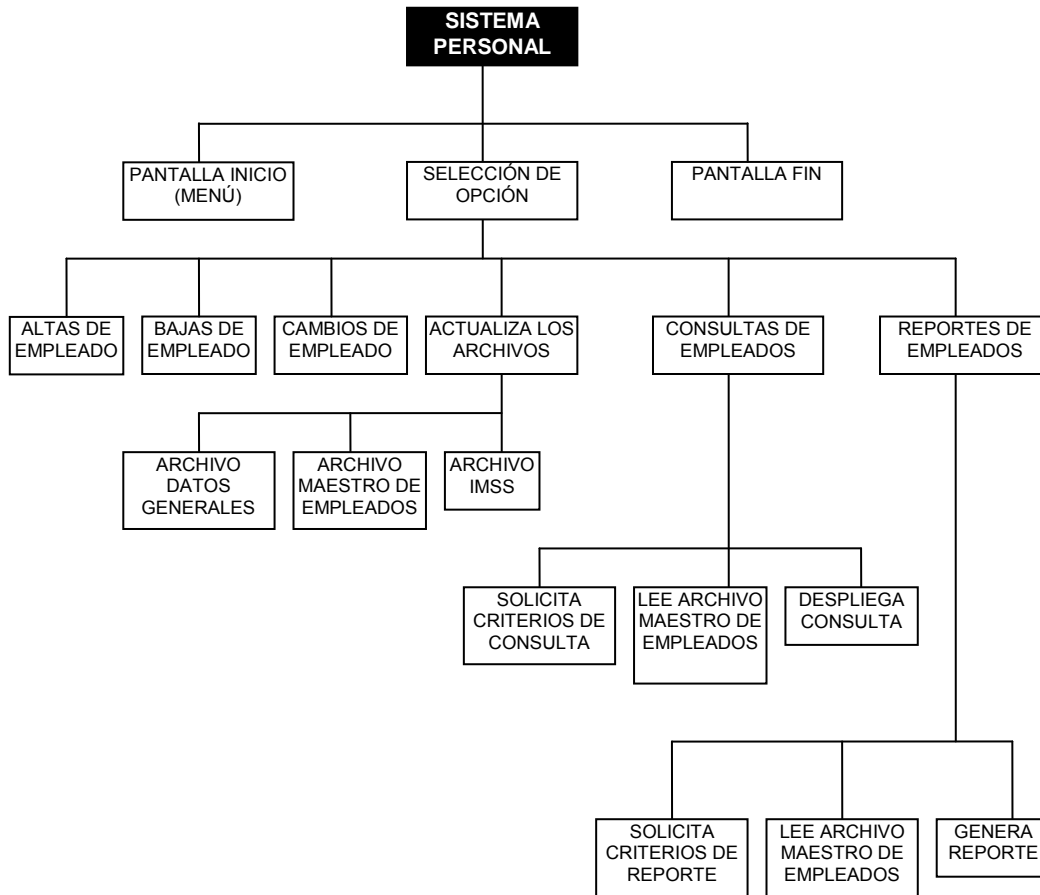 SISTEMA
PERSONAL
PANTALLA INICIO
(MENÚ)
SELECCIÓN DE
OPCIÓN
PANTALLA FIN
ALTAS DE
EMPLEADO
BAJAS DE
EMPLEADO
CAMBIOS DE
EMPLEADO
ACTUALIZA LOS
ARCHIVOS
CONSULTAS DE
EMPLEADOS
REPORTES DE
EMPLEADOS
ARCHIVO
DATOS
GENERALES
ARCHIVO
MAESTRO DE
EMPLEADOS
ARCHIVO
IMSS
SOLICITA
CRITERIOS DE
CONSULTA
LEE ARCHIVO
MAESTRO DE
EMPLEADOS
DESPLIEGA
CONSULTA
SOLICITA
CRITERIOS DE
REPORTE
LEE ARCHIVO
MAESTRO DE
EMPLEADOS
GENERA
REPORTE